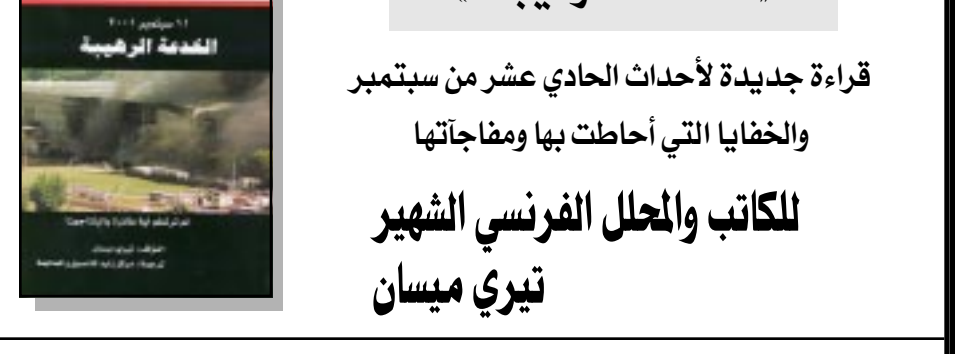 ١١ سبتمبر ٢٠٠١
الخدعة الرهيبة
قراءة جديدة لأحداث الحادي عشر من سبتمبر
والخفايا التي أحاطت بها ومفاجآتها
للكاتب والمحلل الفرنسي الشهير
تيري ميسان